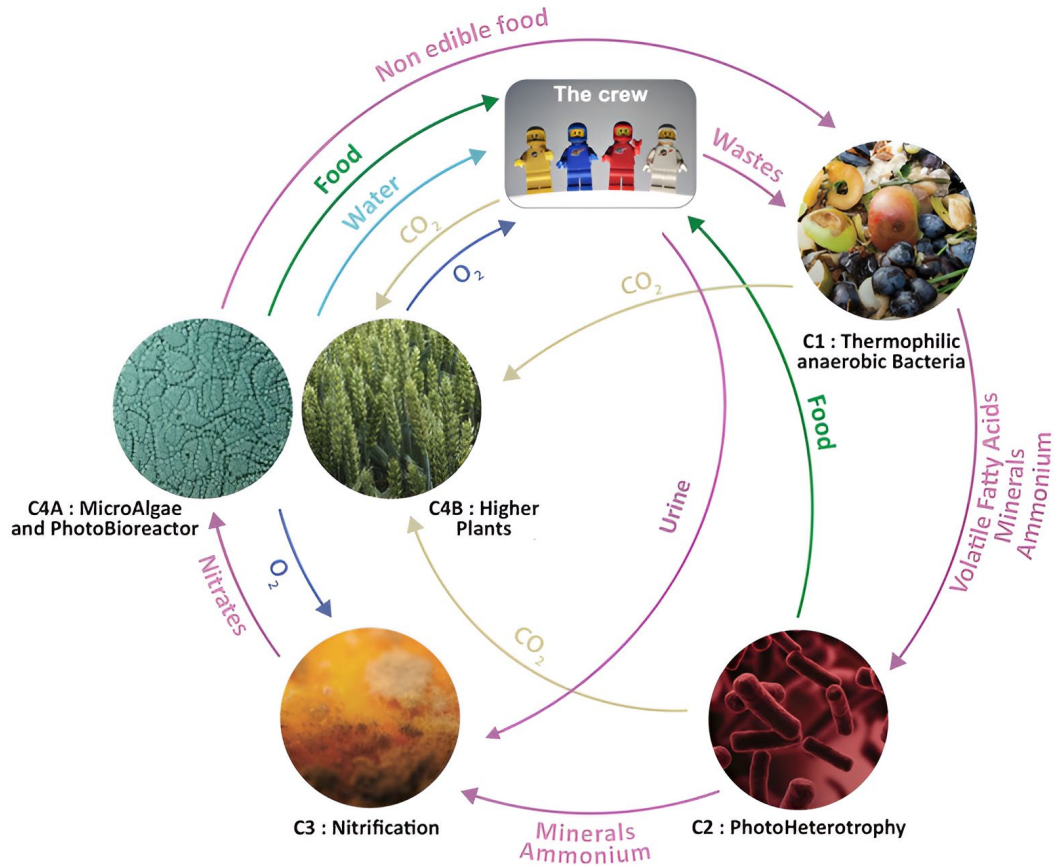 Non edible food
The crew
Food
Water
CO₂
O₂
Wastes
CO₂
C1 : Thermophilic
anaerobic Bacteria
Food
Volatile Fatty Acids
Minerals
Ammonium
Urine
C4A : MicroAlgae
and PhotoBioreactor
C4B : Higher
Plants
O₂
Nitrates
CO₂
C3 : Nitrification
Minerals
Ammonium
C2 : PhotoHeterotrophy